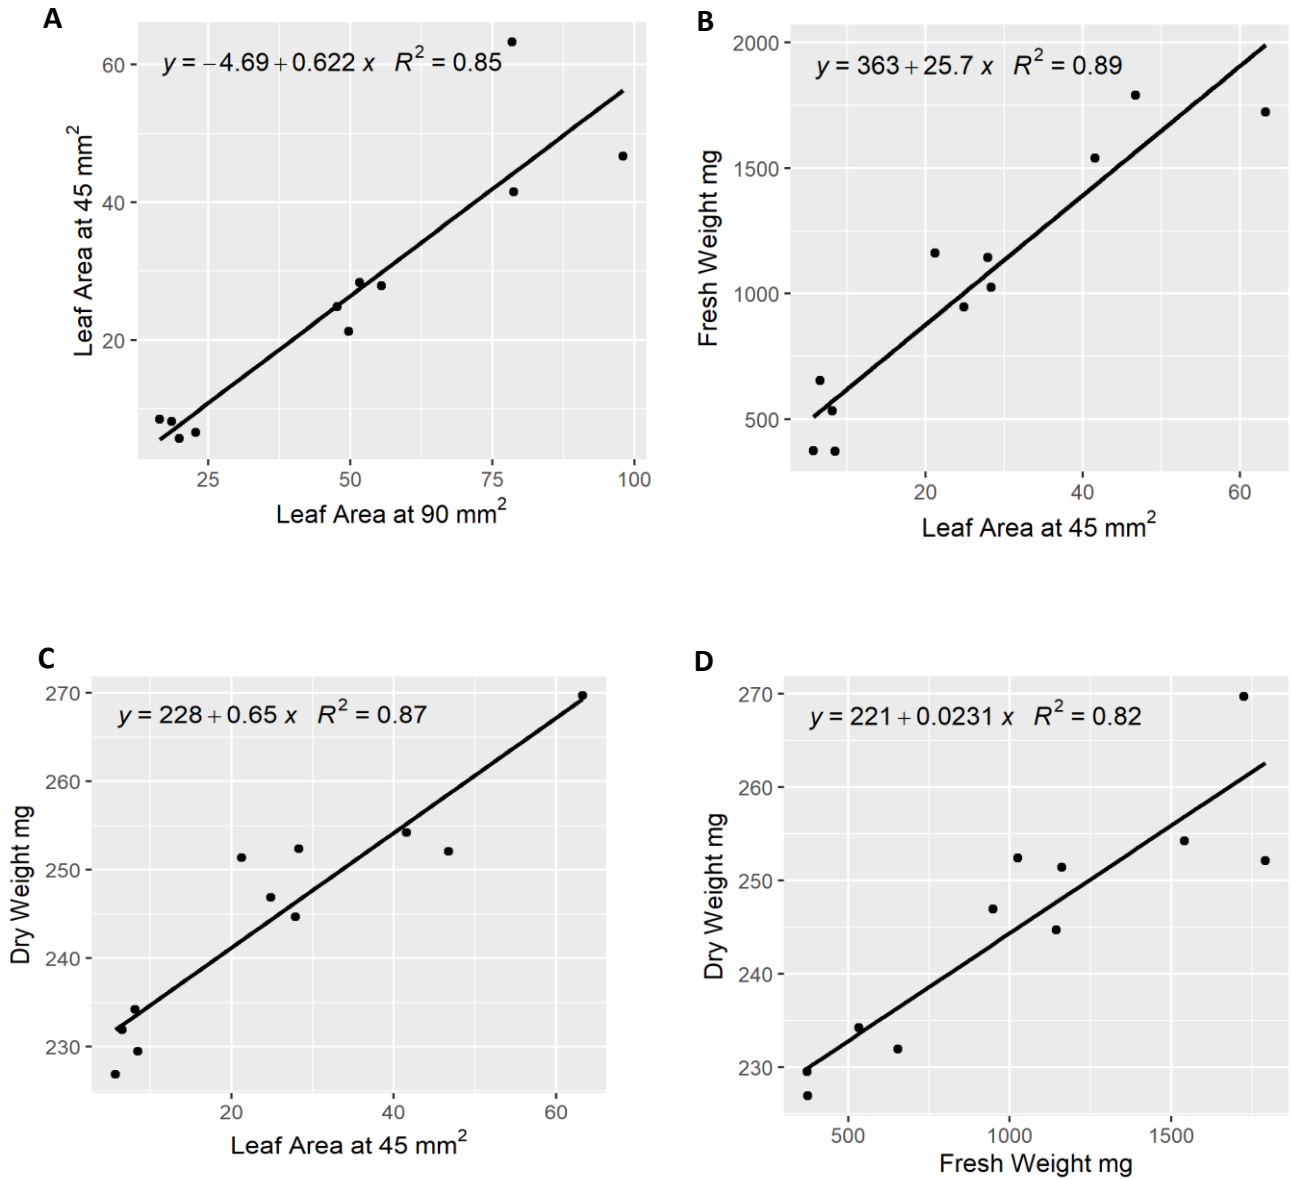 A
y = −4.69 + 0.622 x R² = 0.85
60
40
20
Leaf Area at 45 mm²
25 50 75 100
Leaf Area at 90 mm²
B
y = 363 + 25.7 x R² = 0.89
2000
1500
1000
500
Fresh Weight mg
20 40 60
Leaf Area at 45 mm²
C
y = 228 + 0.65 x R² = 0.87
270
260
250
240
230
Dry Weight mg
20 40 60
Leaf Area at 45 mm²
D
y = 221 + 0.0231 x R² = 0.82
270
260
250
240
230
Dry Weight mg
500 1000 1500
Fresh Weight mg